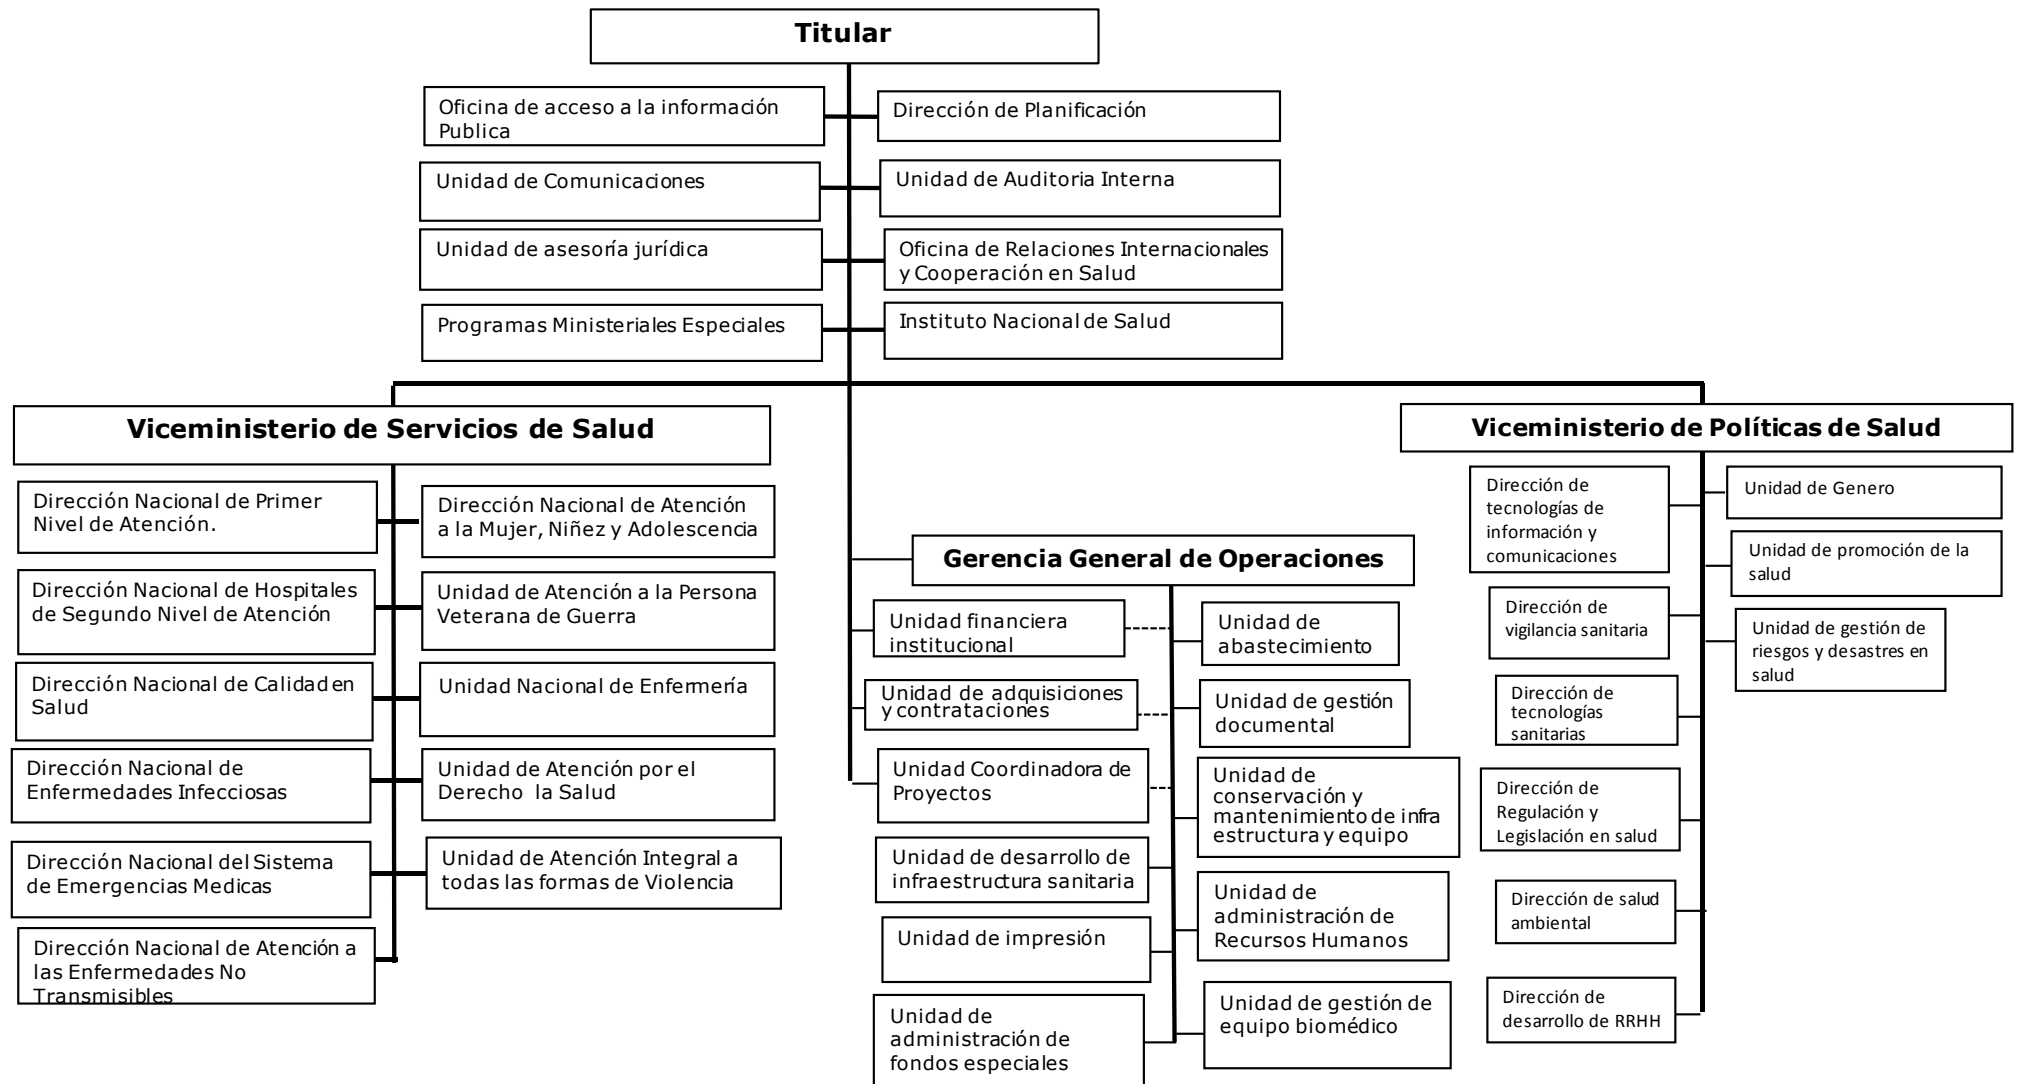 Titular
Oficina de acceso a la información
Publica
Dirección de Planificación
Unidad de Comunicaciones
Unidad de Auditoria Interna
Unidad de asesoría jurídica
Oficina de Relaciones Internacionales
y Cooperación en Salud
Programas Ministeriales Especiales
Instituto Nacional de Salud
Viceministerio de Servicios de Salud
Dirección Nacional de Primer
Nivel de Atención.
Dirección Nacional de Atención
a la Mujer, Niñez y Adolescencia
Dirección Nacional de Hospitales
de Segundo Nivel de Atención
Unidad de Atención a la Persona
Veterana de Guerra
Dirección Nacional de Calidad en
Salud
Unidad Nacional de Enfermería
Dirección Nacional de
Enfermedades Infecciosas
Unidad de Atención por el
Derecho la Salud
Dirección Nacional del Sistema
de Emergencias Medicas
Unidad de Atención Integral a
todas las formas de Violencia
Dirección Nacional de Atención a
las Enfermedades No
Transmisibles
Gerencia General de Operaciones
Unidad financiera
institucional
Unidad de
abastecimiento
Unidad de adquisiciones
y contrataciones
Unidad de gestión
documental
Unidad Coordinadora de
Proyectos
Unidad de
conservación y
mantenimiento de infra
estructura y equipo
Unidad de desarrollo de
infraestructura sanitaria
Unidad de
administración de
Recursos Humanos
Unidad de impresión
Unidad de
administración de
fondos especiales
Unidad de gestión de
equipo biomédico
Viceministerio de Políticas de Salud
Dirección de
tecnologías de
información y
comunicaciones
Unidad de Genero
Unidad de promoción de la
salud
Dirección de
vigilancia sanitaria
Unidad de gestión de
riesgos y desastres en
salud
Dirección de
tecnologías
sanitarias
Dirección de
Regulación y
Legislación en salud
Dirección de salud
ambiental
Dirección de
desarrollo de RRHH